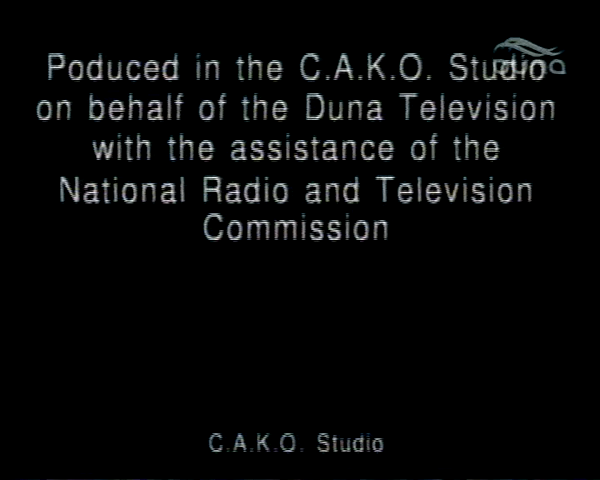 Poduced in the C.A.K.O. Studio
on behalf of the Duna Television
with the assistance of the
National Radio and Television
Commission
C.A.K.O. Studio